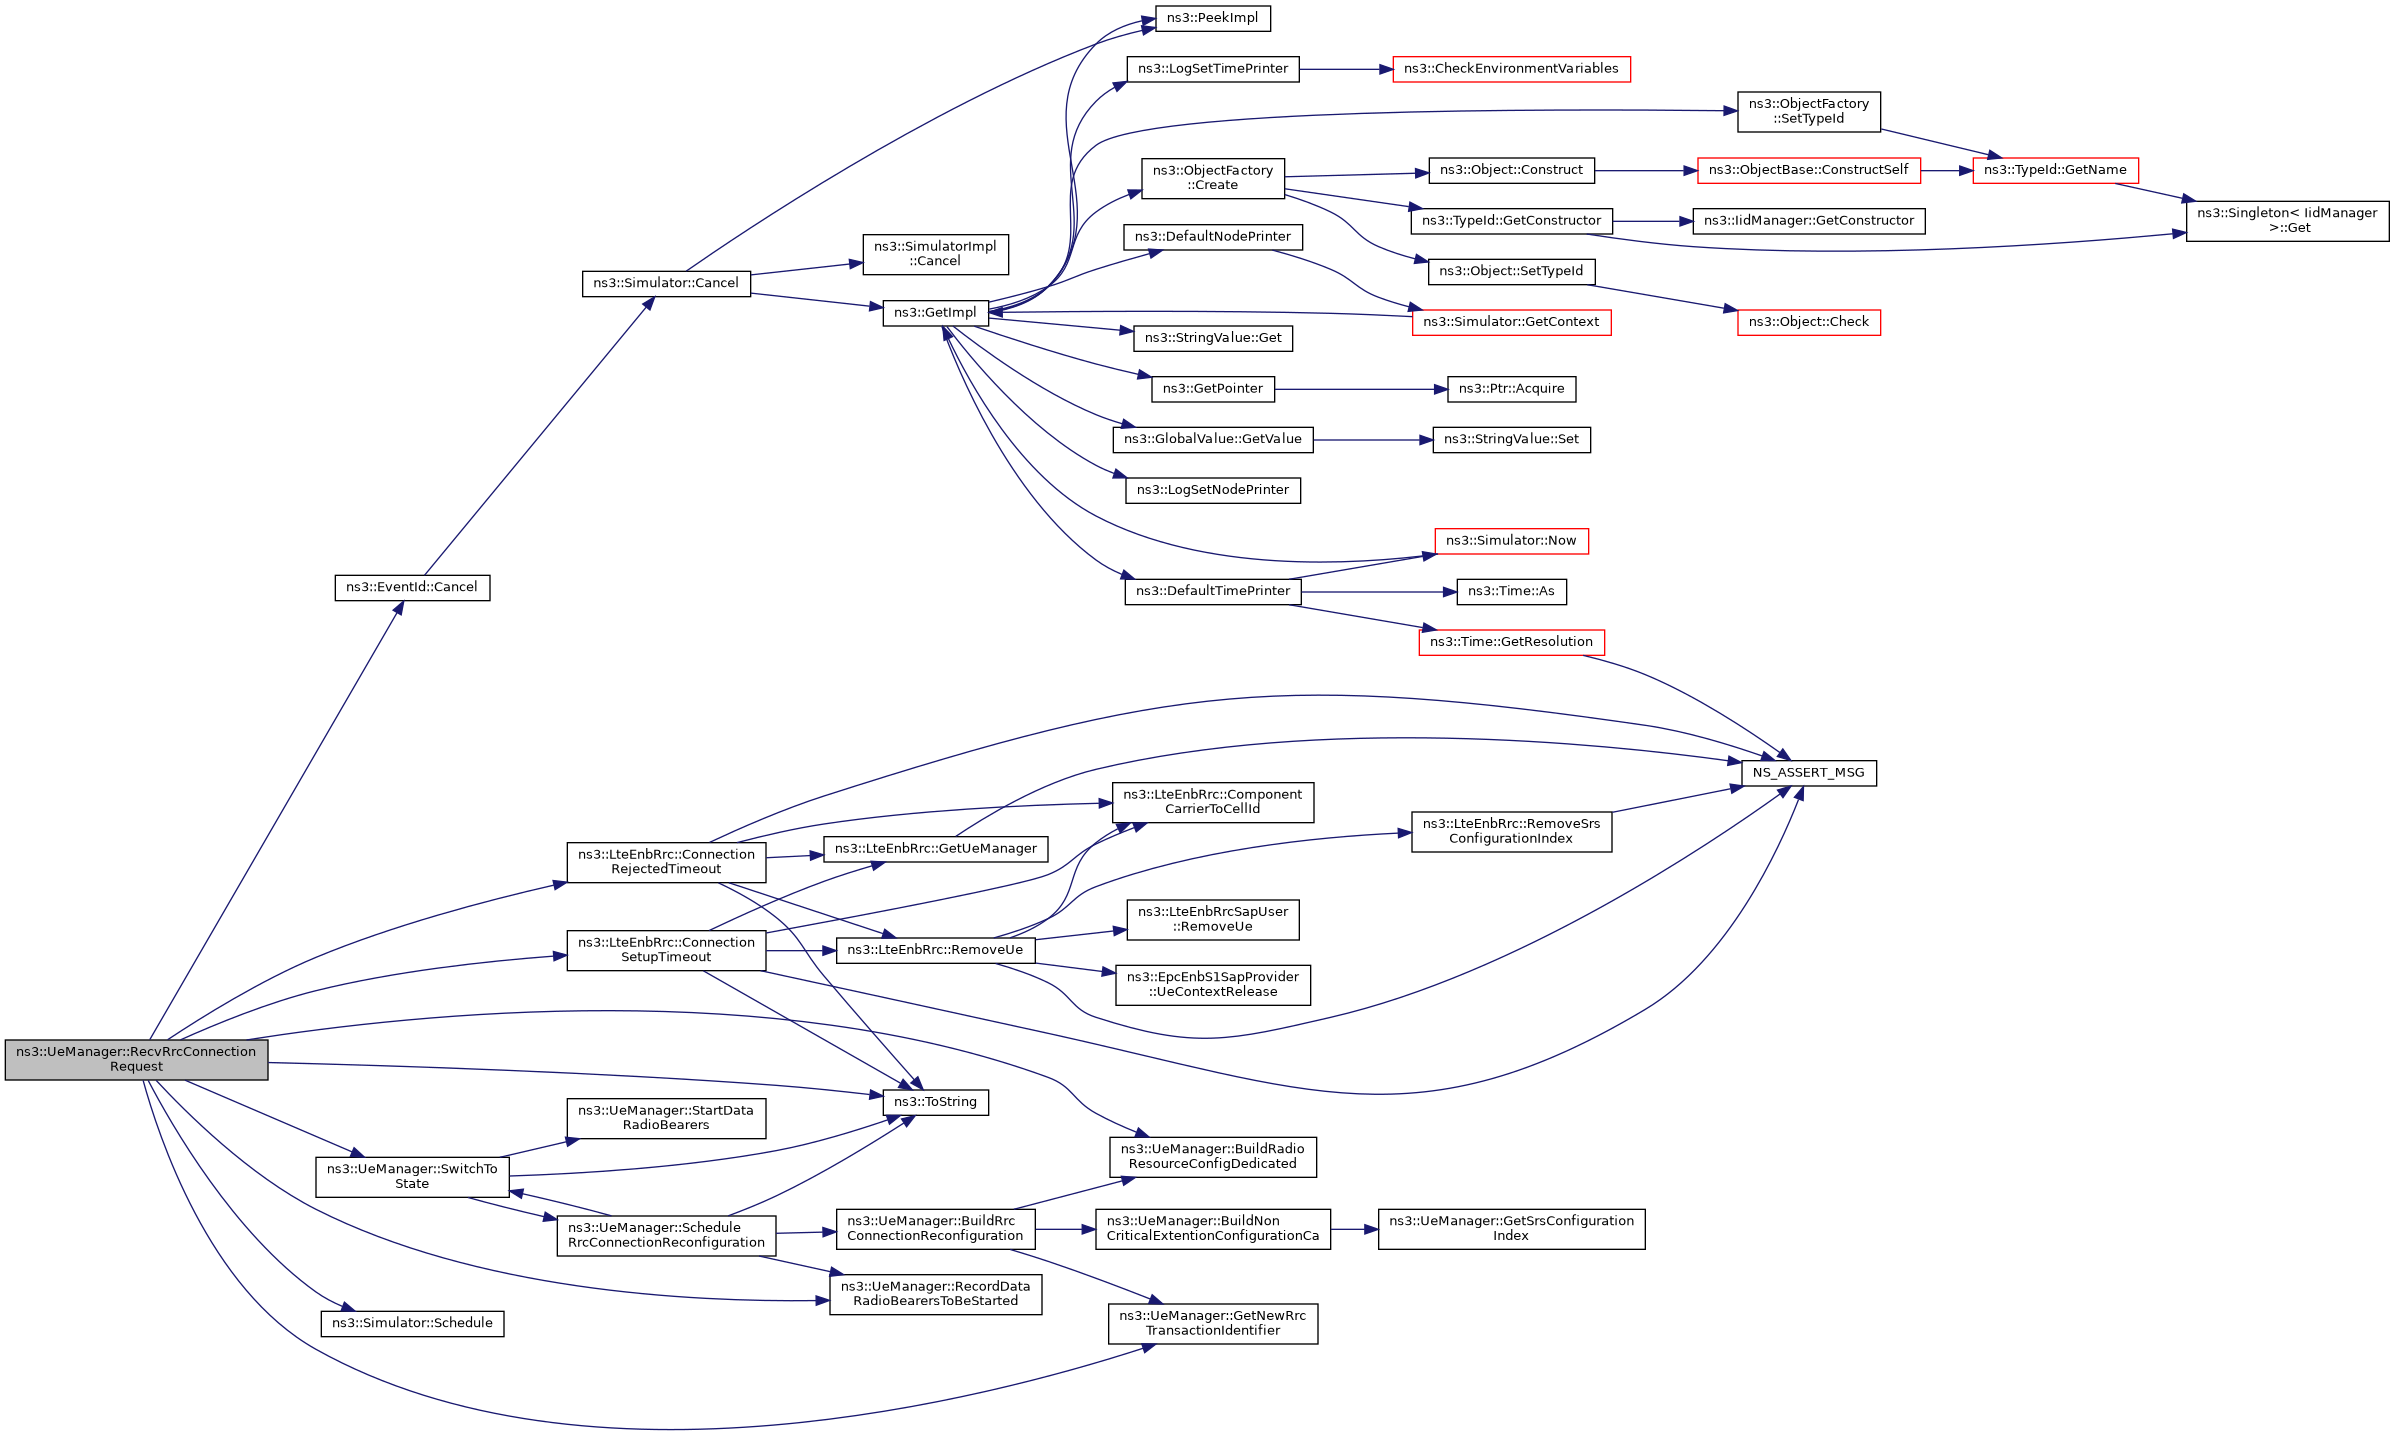 ns3::PeekImpl
ns3::LogSetTimePrinter
ns3::CheckEnvironmentVariables
ns3::ObjectFactory
::SetTypeId
ns3::ObjectFactory
::Create
ns3::Object::Construct
ns3::ObjectBase::ConstructSelf
ns3::TypeId::GetName
ns3::TypeId::GetConstructor
ns3::IidManager::GetConstructor
ns3::Singleton< IidManager
>::Get
ns3::DefaultNodePrinter
ns3::SimulatorImpl
::Cancel
ns3::Object::SetTypeId
ns3::Simulator::Cancel
ns3::GetImpl
ns3::Simulator::GetContext
ns3::Object::Check
ns3::StringValue::Get
ns3::GetPointer
ns3::Ptr::Acquire
ns3::GlobalValue::GetValue
ns3::StringValue::Set
ns3::LogSetNodePrinter
ns3::Simulator::Now
ns3::EventId::Cancel
ns3::DefaultTimePrinter
ns3::Time::As
ns3::Time::GetResolution
NS_ASSERT_MSG
ns3::LteEnbRrc::Component
CarrierToCellId
ns3::LteEnbRrc::RemoveSrs
ConfigurationIndex
ns3::LteEnbRrc::Connection
RejectedTimeout
ns3::LteEnbRrc::GetUeManager
ns3::LteEnbRrcSapUser
::RemoveUe
ns3::LteEnbRrc::Connection
SetupTimeout
ns3::LteEnbRrc::RemoveUe
ns3::EpcEnbS1SapProvider
::UeContextRelease
ns3::UeManager::RecvRrcConnection
Request
ns3::ToString
ns3::UeManager::StartData
RadioBearers
ns3::UeManager::BuildRadio
ResourceConfigDedicated
ns3::UeManager::SwitchTo
State
ns3::UeManager::Schedule
RrcConnectionReconfiguration
ns3::UeManager::BuildRrc
ConnectionReconfiguration
ns3::UeManager::BuildNon
CriticalExtentionConfigurationCa
ns3::UeManager::GetSrsConfiguration
Index
ns3::UeManager::RecordData
RadioBearersToBeStarted
ns3::Simulator::Schedule
ns3::UeManager::GetNewRrc
TransactionIdentifier